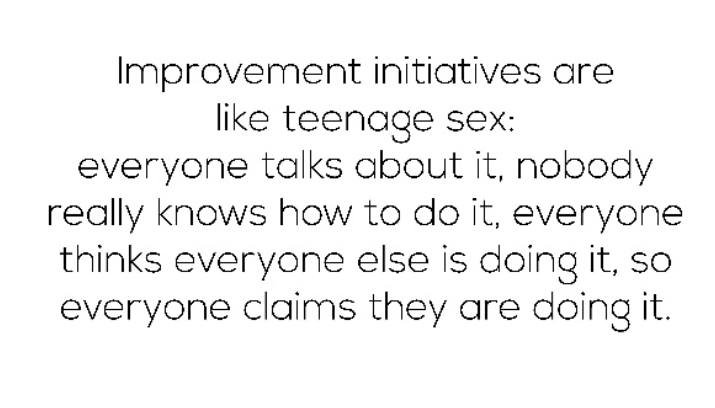 Improvement initiatives are
like teenage sex:
everyone talks about it, nobody
really knows how to do it, everyone
thinks everyone else is doing it, so
everyone claims they are doing it.